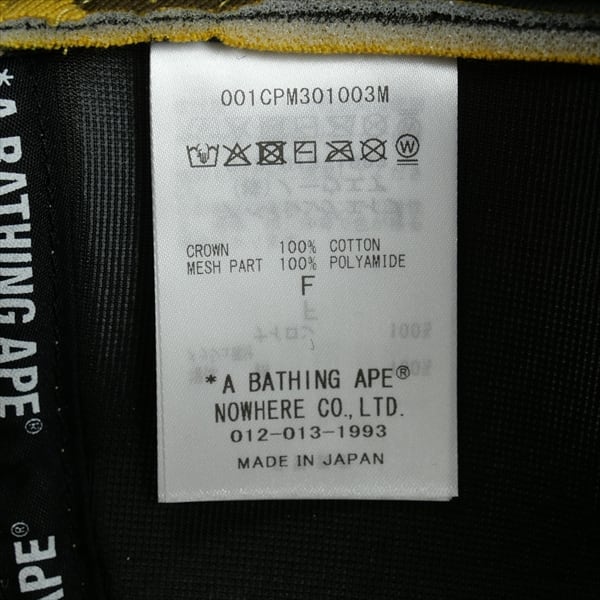 001CPM301003M
W
CROWN 100% COTTON
MESH PART 100% POLYAMIDE
F
*A BATHING APE®
NOWHERE CO.,LTD.
012-013-1993
MADE IN JAPAN
*A BATHING APE®
APE®